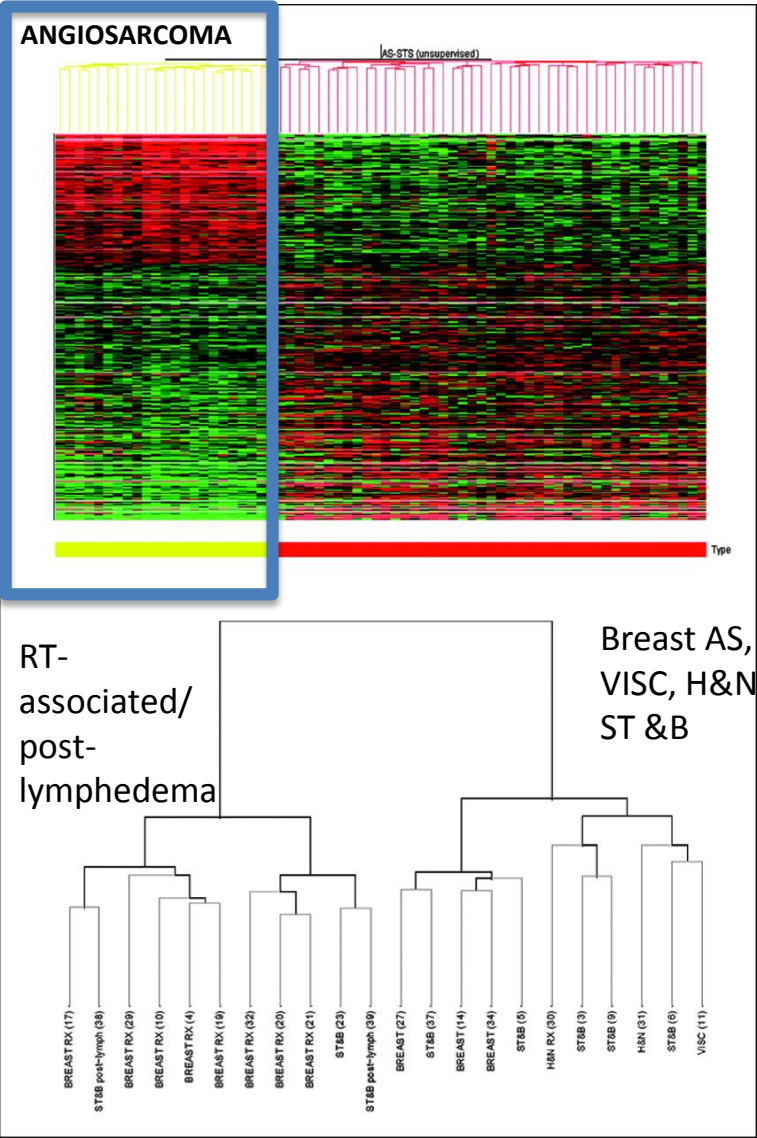 ANGIOSARCOMA
AS-STS (unsupervised)
Type
RT-
associated/
post-
lymphedema
Breast AS,
VISC, H&N
ST &B
BREAST RX (17)
ST&B post-lymph (38)
BREAST RX (29)
BREAST RX (10)
BREAST RX (4)
BREAST RX (19)
BREAST RX (32)
BREAST RX (20)
BREAST RX (21)
ST&B (23)
ST&B post-lymph (39)
BREAST (27)
ST&B (37)
BREAST (14)
BREAST (34)
ST&B (5)
H&N RX (30)
ST&B (3)
ST&B (9)
H&N (31)
ST&B (6)
VISC (11)